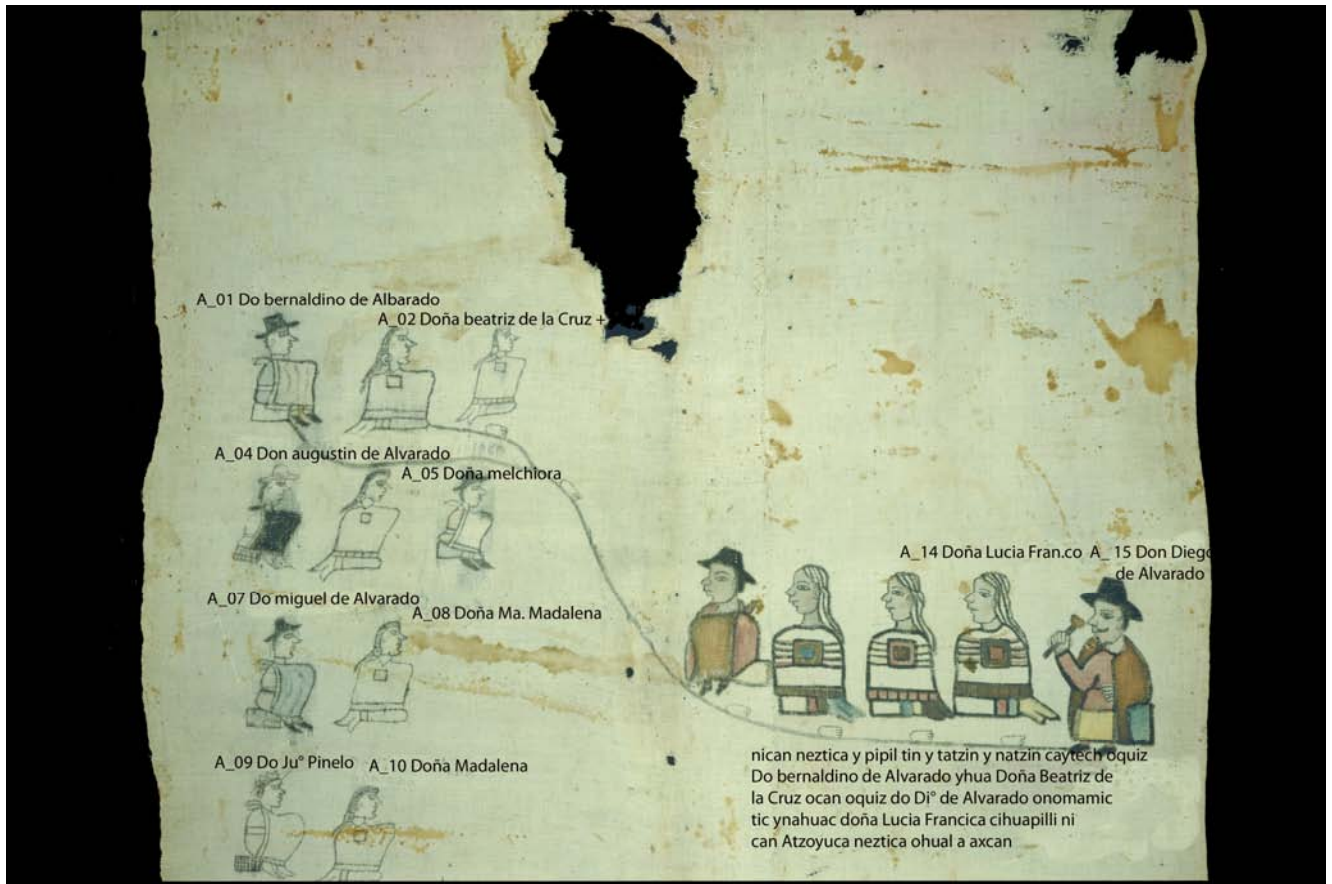 A_01 Do bernaldino de Albarado
A_02 Doña beatriz de la Cruz +
A_04 Don augustin de Alvarado
A_05 Doña melchiora
A_14 Doña Lucia Fran.co A_ 15 Don Diego
de Alvarado
A_07 Do miguel de Alvarado
A_08 Doña Ma. Madalena
nican neztica y pipil tin y tatzin y natzin caytech oquiz
A_09 Do Ju° Pinelo A_10 Doña Madalena
Do bernaldino de Alvarado yhua Doña Beatriz de
la Cruz ocan oquiz do Di° de Alvarado onomamic
tic ynahuac doña Lucia Francica cihuapilli ni
can Atzoyuca neztica ohual a axcan